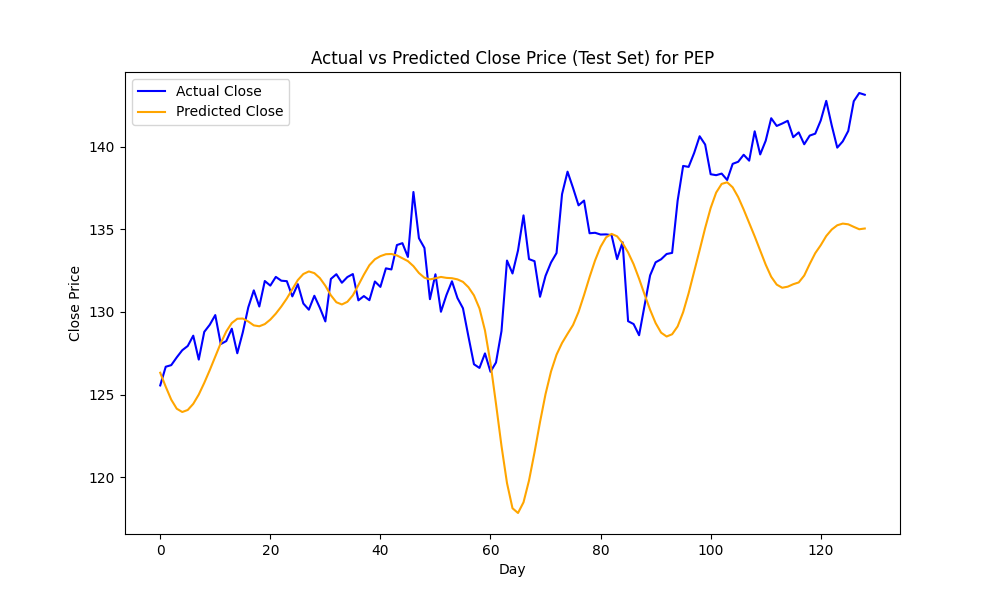 Actual vs Predicted Close Price (Test Set) for PEP
Actual Close
Predicted Close
Close Price
140
135
130
125
120
0 20 40 60 80 100 120
Day